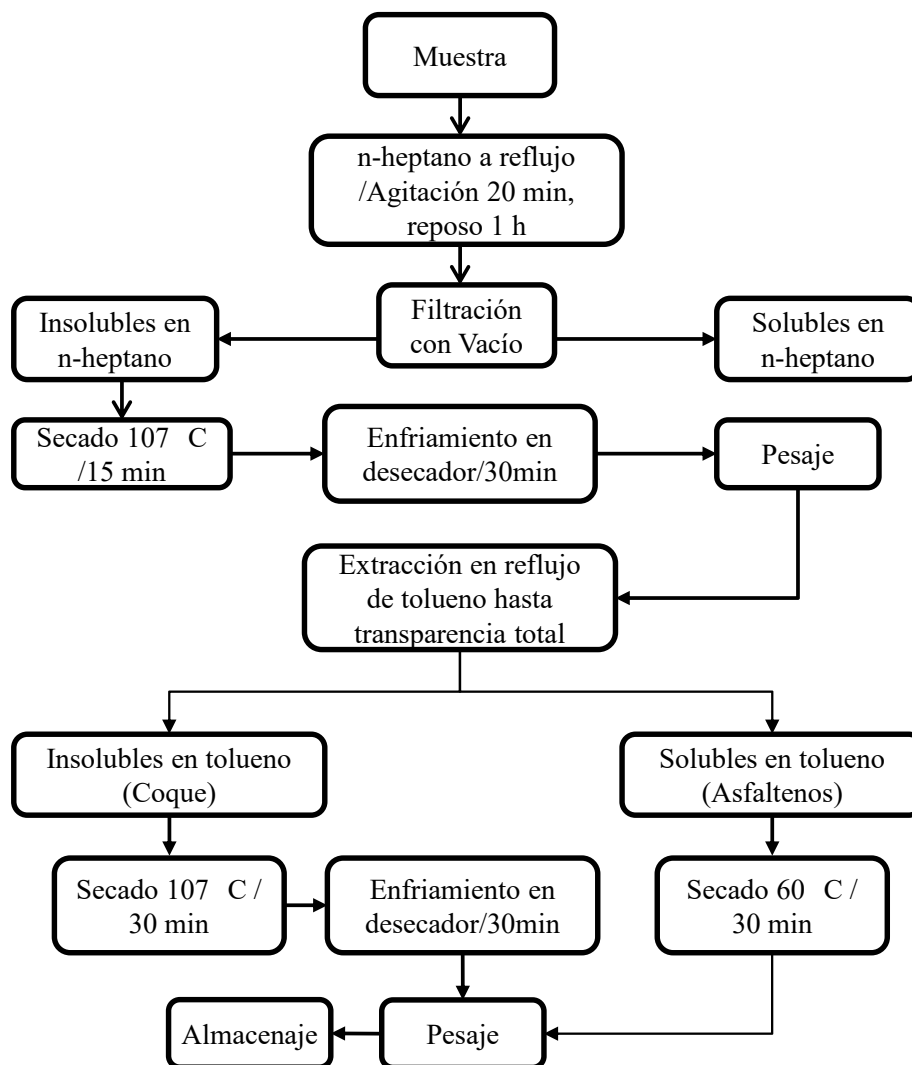 Muestra
n-heptano a reflujo
/Agitación 20 min,
reposo 1 h
Insolubles en
n-heptano
Filtración
con Vacío
Solubles en
n-heptano
Secado 107 C
/15 min
Enfriamiento en
desecador/30min
Pesaje
Extracción en reflujo
de tolueno hasta
transparencia total
Insolubles en tolueno
(Coque)
Solubles en tolueno
(Asfaltenos)
Secado 107 C /
30 min
Enfriamiento en
desecador/30min
Secado 60 C /
30 min
Almacenaje
Pesaje